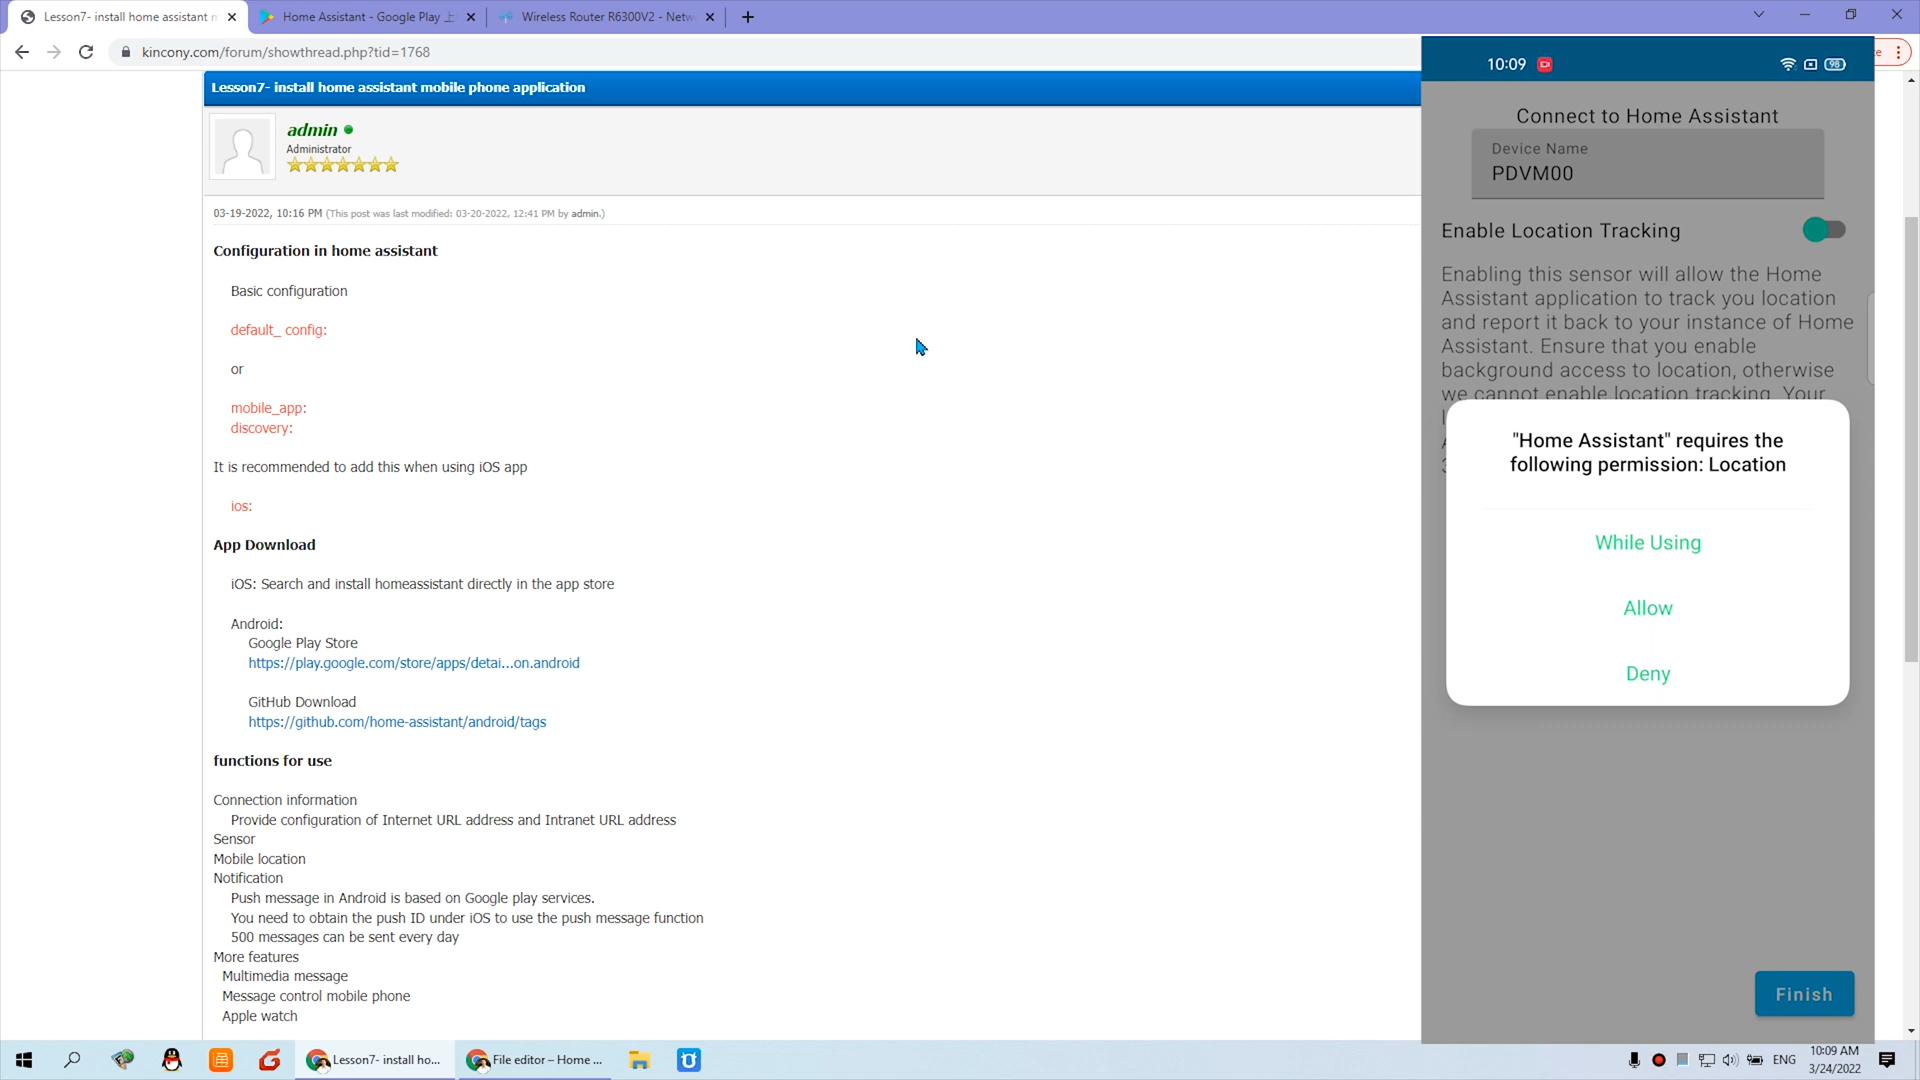 Lesson7- install home assistant m
Home Assistant - Google Play 上
Wireless Router R6300V2 - Netw
kincony.com/forum/showthread.php?tid=1768
Lesson7- install home assistant mobile phone application
admin
Administrator
03-19-2022, 10:16 PM (This post was last modified: 03-20-2022, 12:41 PM by admin.)
Configuration in home assistant
Basic configuration
default_ config:
or
mobile_app:
discovery:
It is recommended to add this when using iOS app
ios:
App Download
iOS: Search and install homeassistant directly in the app store
Android:
Google Play Store
https://play.google.com/store/apps/detai...on.android
GitHub Download
https://github.com/home-assistant/android/tags
functions for use
Connection information
Provide configuration of Internet URL address and Intranet URL address
Sensor
Mobile location
Notification
Push message in Android is based on Google play services.
You need to obtain the push ID under iOS to use the push message function
500 messages can be sent every day
More features
Multimedia message
Message control mobile phone
Apple watch
10:09
98
Connect to Home Assistant
Device Name
PDVM00
Enable Location Tracking
Enabling this sensor will allow the Home
Assistant application to track you location
and report it back to your instance of Home
Assistant. Ensure that you enable
background access to location, otherwise
we cannot enable location tracking. Your
"Home Assistant" requires the
following permission: Location
While Using
Allow
Deny
Finish
Lesson7- install ho...
File editor – Home ...
ENG
10:09 AM
3/24/2022